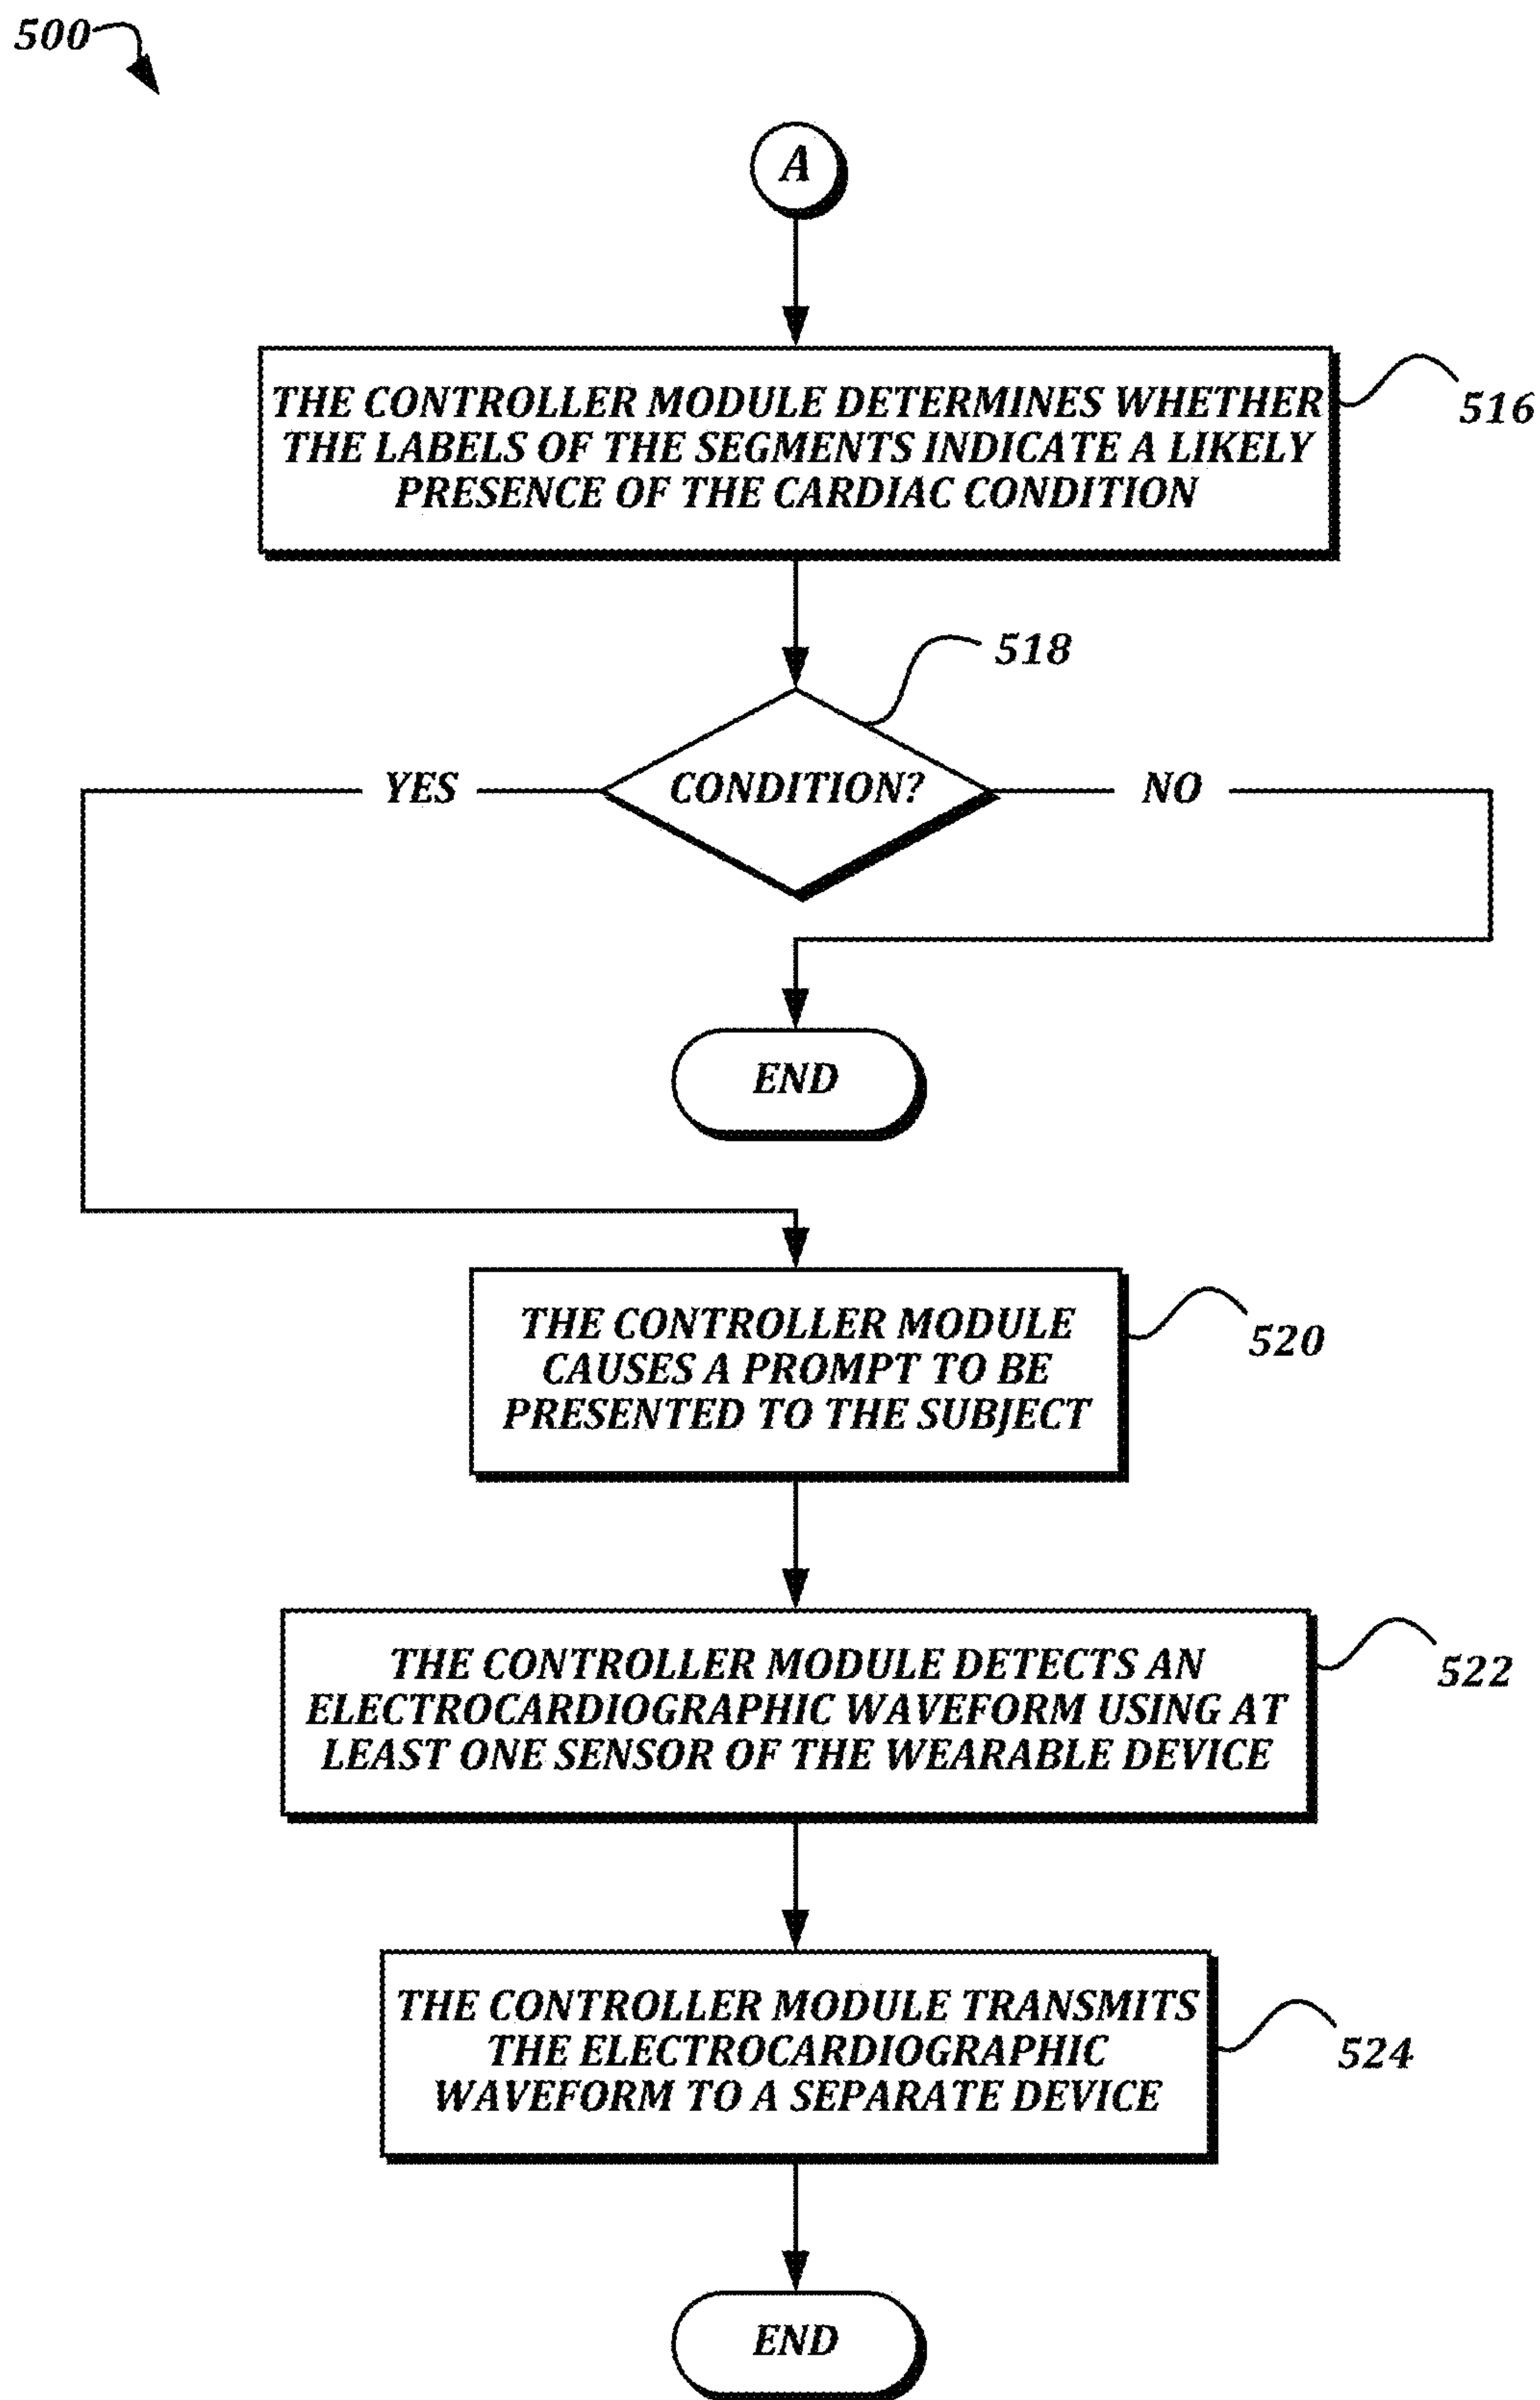 500
A
THE CONTROLLER MODULE DETERMINES WHETHER
THE LABELS OF THE SEGMENTS INDICATE A LIKELY
PRESENCE OF THE CARDIAC CONDITION
516
518
YES
CONDITION?
NO
END
THE CONTROLLER MODULE
CAUSES A PROMPT TO BE
PRESENTED TO THE SUBJECT
520
THE CONTROLLER MODULE DETECTS AN
ELECTROCARDIOGRAPHIC WAVEFORM USING AT
LEAST ONE SENSOR OF THE WEARABLE DEVICE
522
THE CONTROLLER MODULE TRANSMITS
THE ELECTROCARDIOGRAPHIC
WAVEFORM TO A SEPARATE DEVICE
524
END